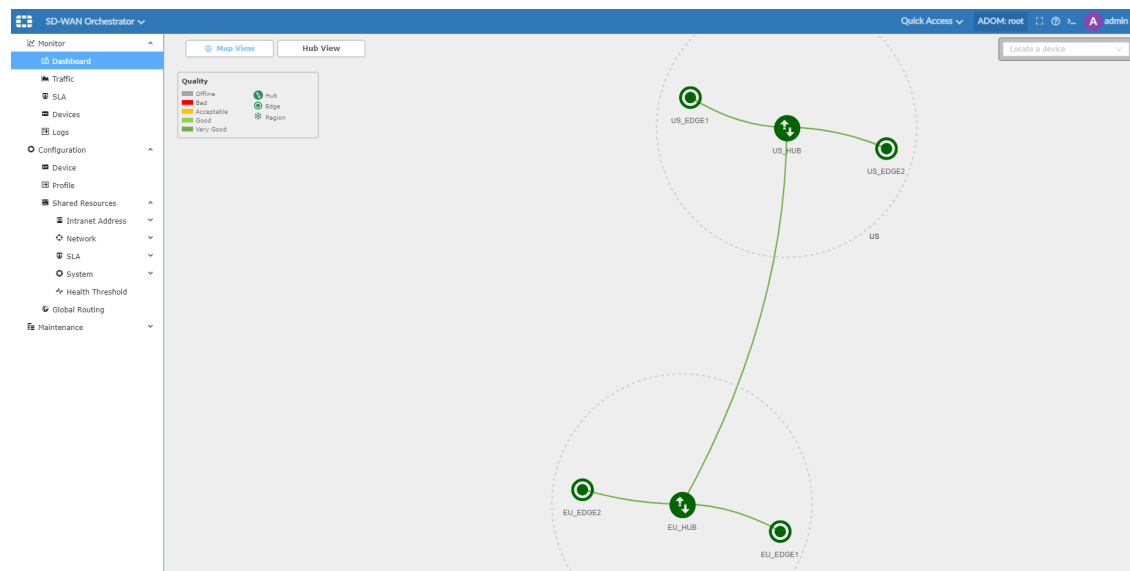 SD-WAN Orchestrator
Quick Access
ADOM: root
A admin
Monitor
Dashboard
Traffic
SLA
Devices
Logs
Configuration
Device
Profile
Shared Resources
Intranet Address
Network
SLA
System
Health Threshold
Global Routing
Maintenance
Map View
Hub View
Locate a device
Quality
Offline
Bad
Acceptable
Good
Very Good
Hub
Edge
Region
US_EDGE1
US_HUB
US_EDGE2
US
EU_EDGE2
EU_HUB
EU_EDGE1